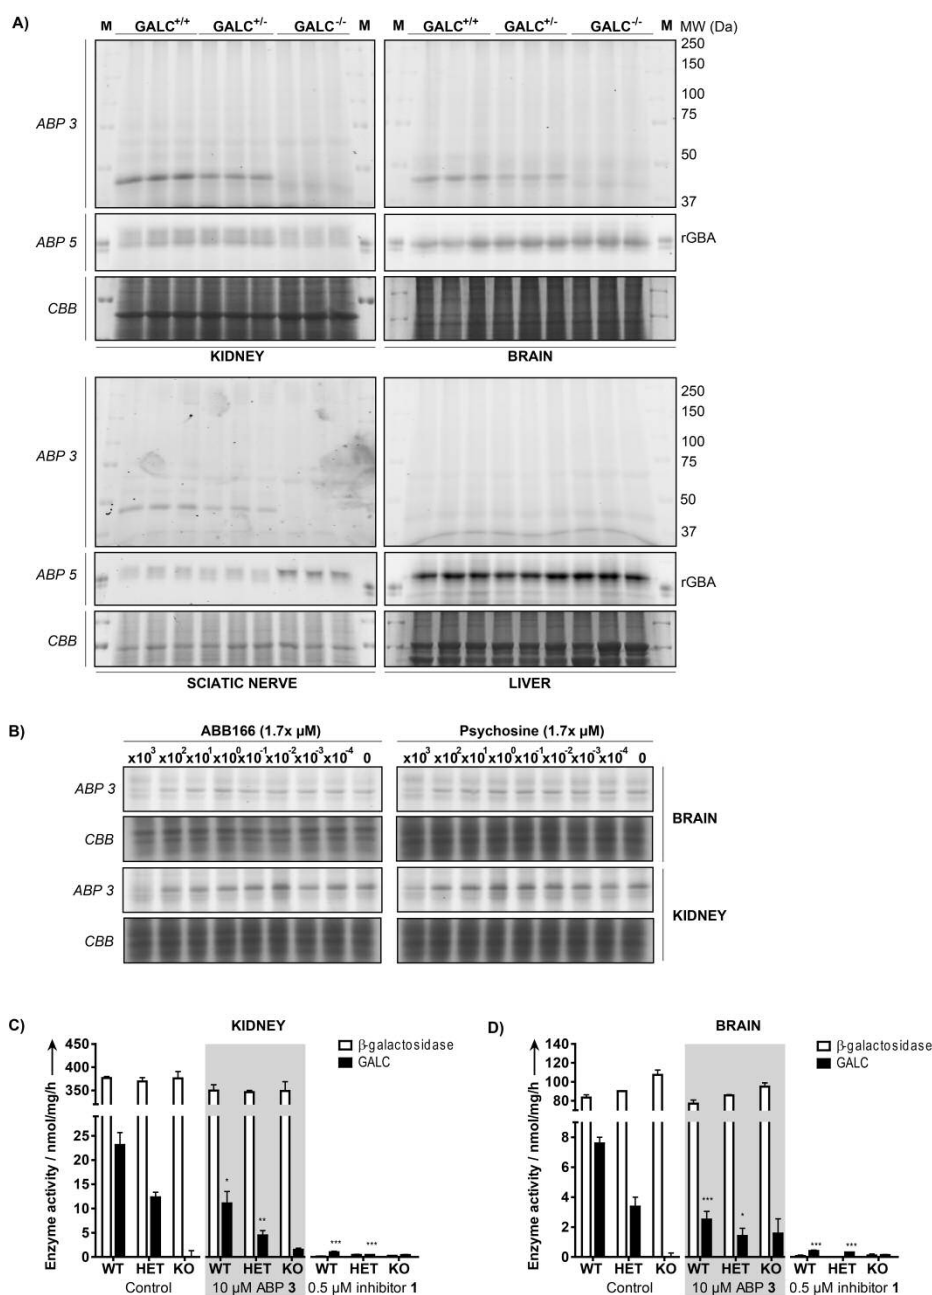 A)
M GALC+/+ GALC+/- GALC-/- M GALC+/+ GALC+/- GALC-/- M MW (Da)
250
150
100
75
50
37
ABP 3
ABP 5
rGBA
CBB
KIDNEY BRAIN
250
150
100
75
50
37
ABP 3
ABP 5
rGBA
CBB
SCIATIC NERVE LIVER
B)
ABB166 (1.7x µM) Psychosine (1.7x µM)
x10³ x10² x10¹ x10⁰ x10⁻¹ x10⁻² x10⁻³ x10⁻⁴ 0 x10³ x10² x10¹ x10⁰ x10⁻¹ x10⁻² x10⁻³ x10⁻⁴ 0
ABP 3
BRAIN
CBB
ABP 3
KIDNEY
CBB
C)
KIDNEY
Enzyme activity / nmol/mg/h
450
350
250
150
25
20
15
10
5
0
β-galactosidase
GALC
* ** *** ***
WT HET KO WT HET KO WT HET KO
Control 10 µM ABP 3 0.5 µM inhibitor 1
D)
BRAIN
Enzyme activity / nmol/mg/h
140
120
100
80
8
6
4
2
0
β-galactosidase
GALC
*** * *** ***
WT HET KO WT HET KO WT HET KO
Control 10 µM ABP 3 0.5 µM inhibitor 1